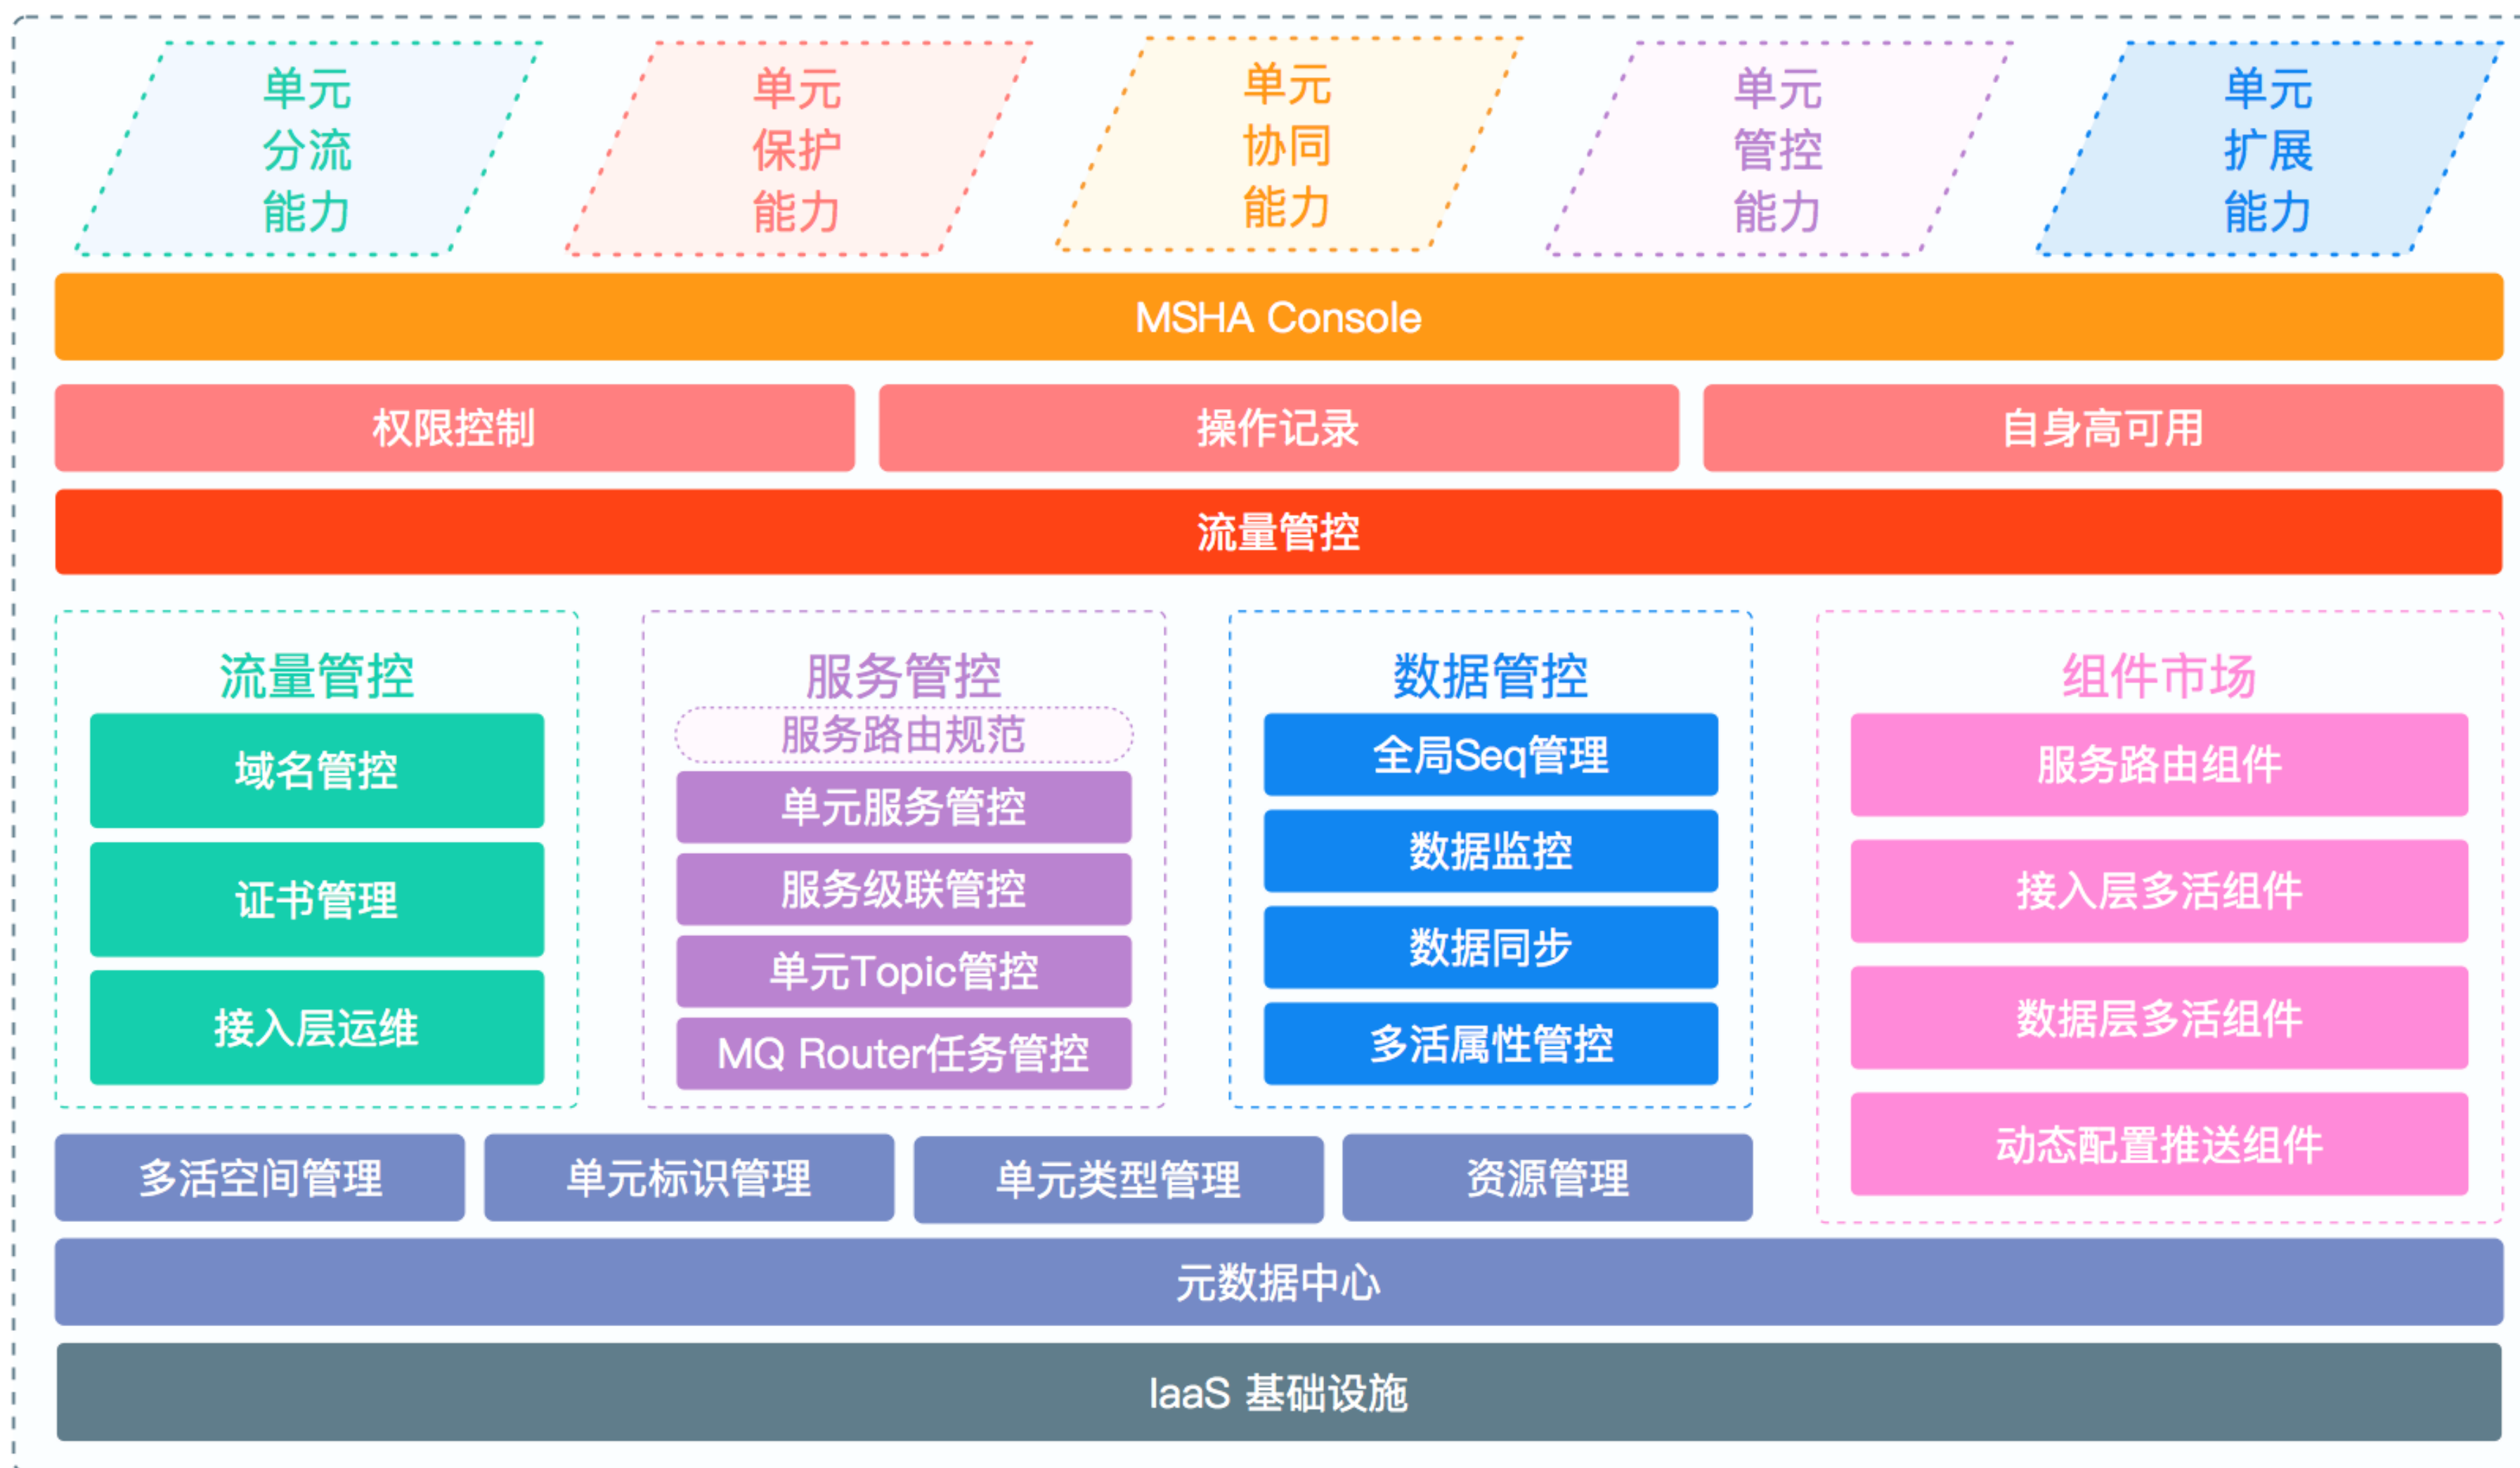 单元
分流
能力
单元
保护
能力
单元
协同
能力
单元
管控
能力
单元
扩展
能力
MSHA Console
权限控制
操作记录
自身高可用
流量管控
流量管控
域名管控
证书管理
接入层运维
服务管控
服务路由规范
单元服务管控
服务级联管控
单元Topic管控
MQ Router任务管控
数据管控
全局Seq管理
数据监控
数据同步
多活属性管控
组件市场
服务路由组件
接入层多活组件
数据层多活组件
动态配置推送组件
多活空间管理
单元标识管理
单元类型管理
资源管理
元数据中心
IaaS 基础设施